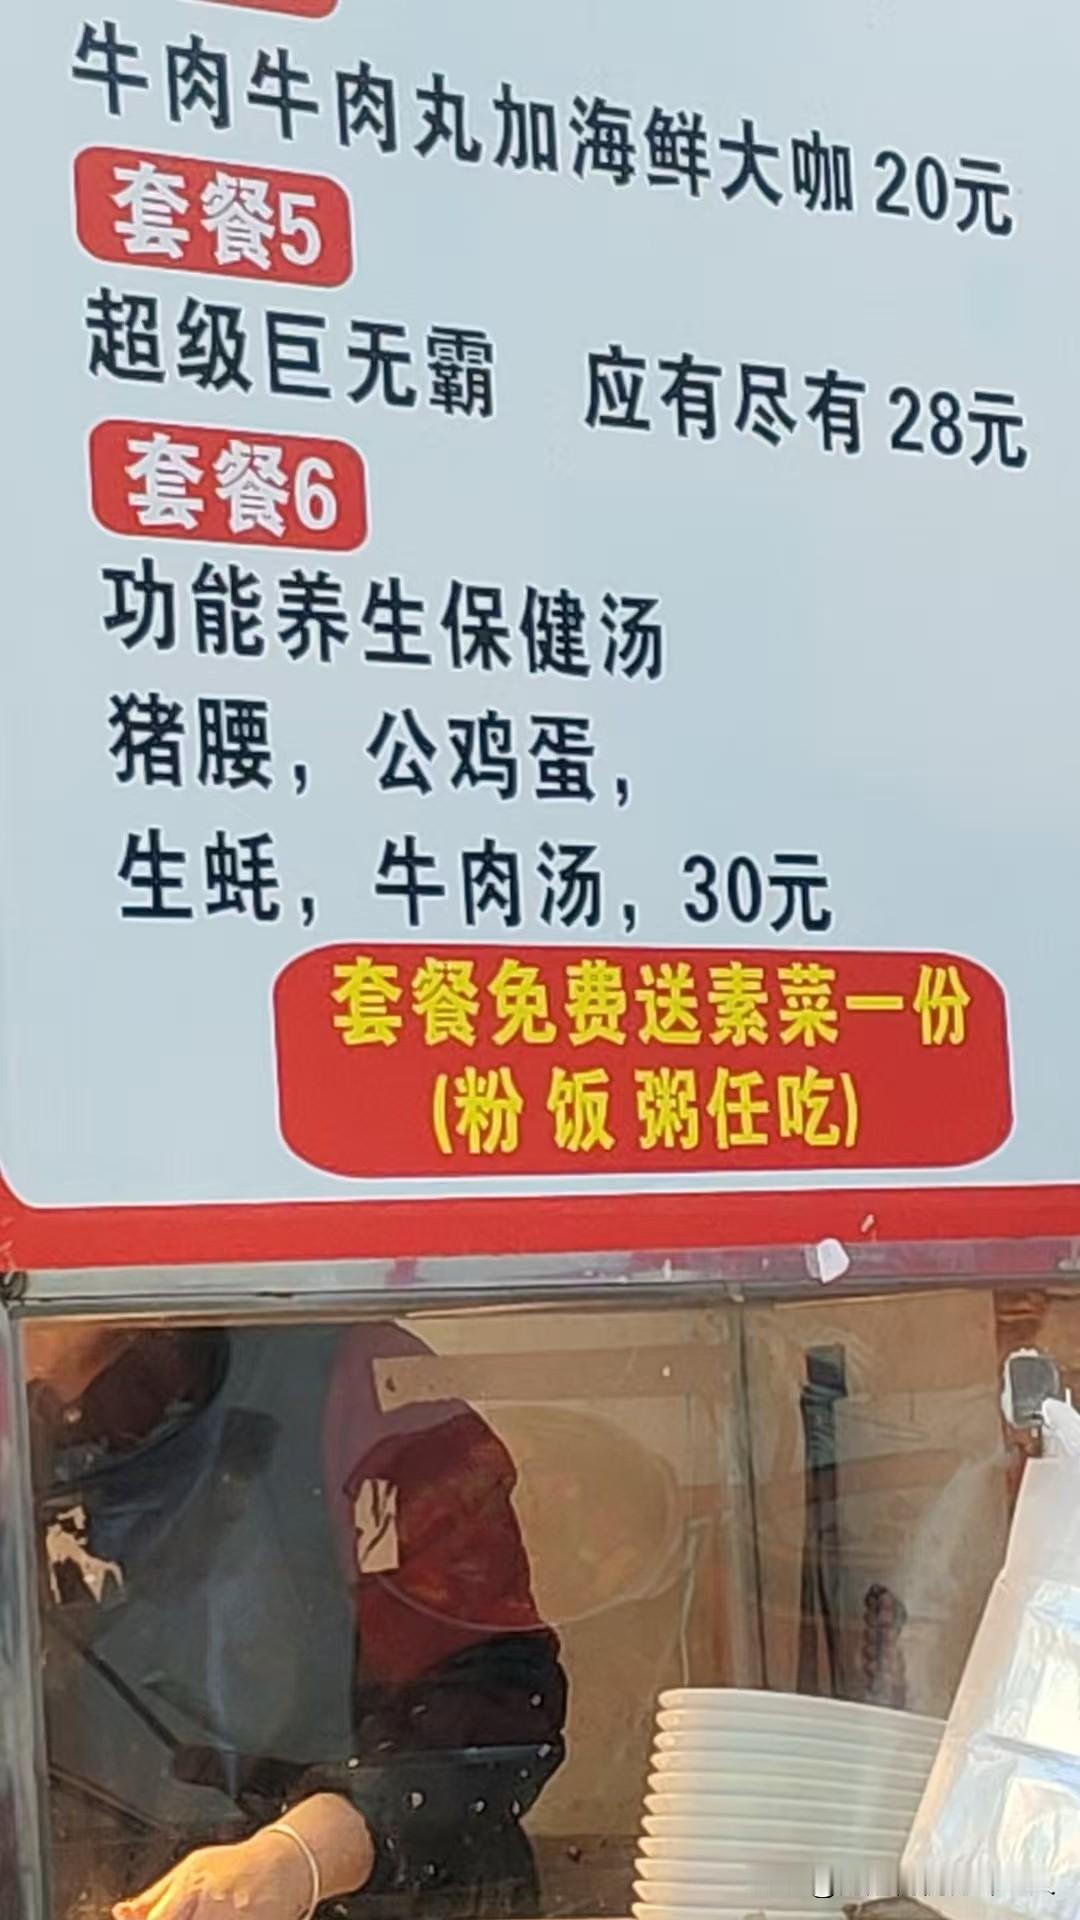 牛肉牛肉丸加海鲜大咖 20元
套餐5
超级巨无霸 应有尽有 28元
套餐6
功能养生保健汤
猪腰，公鸡蛋，
生蚝，牛肉汤，30元
套餐免费送素菜一份
(粉 饭 粥任吃)